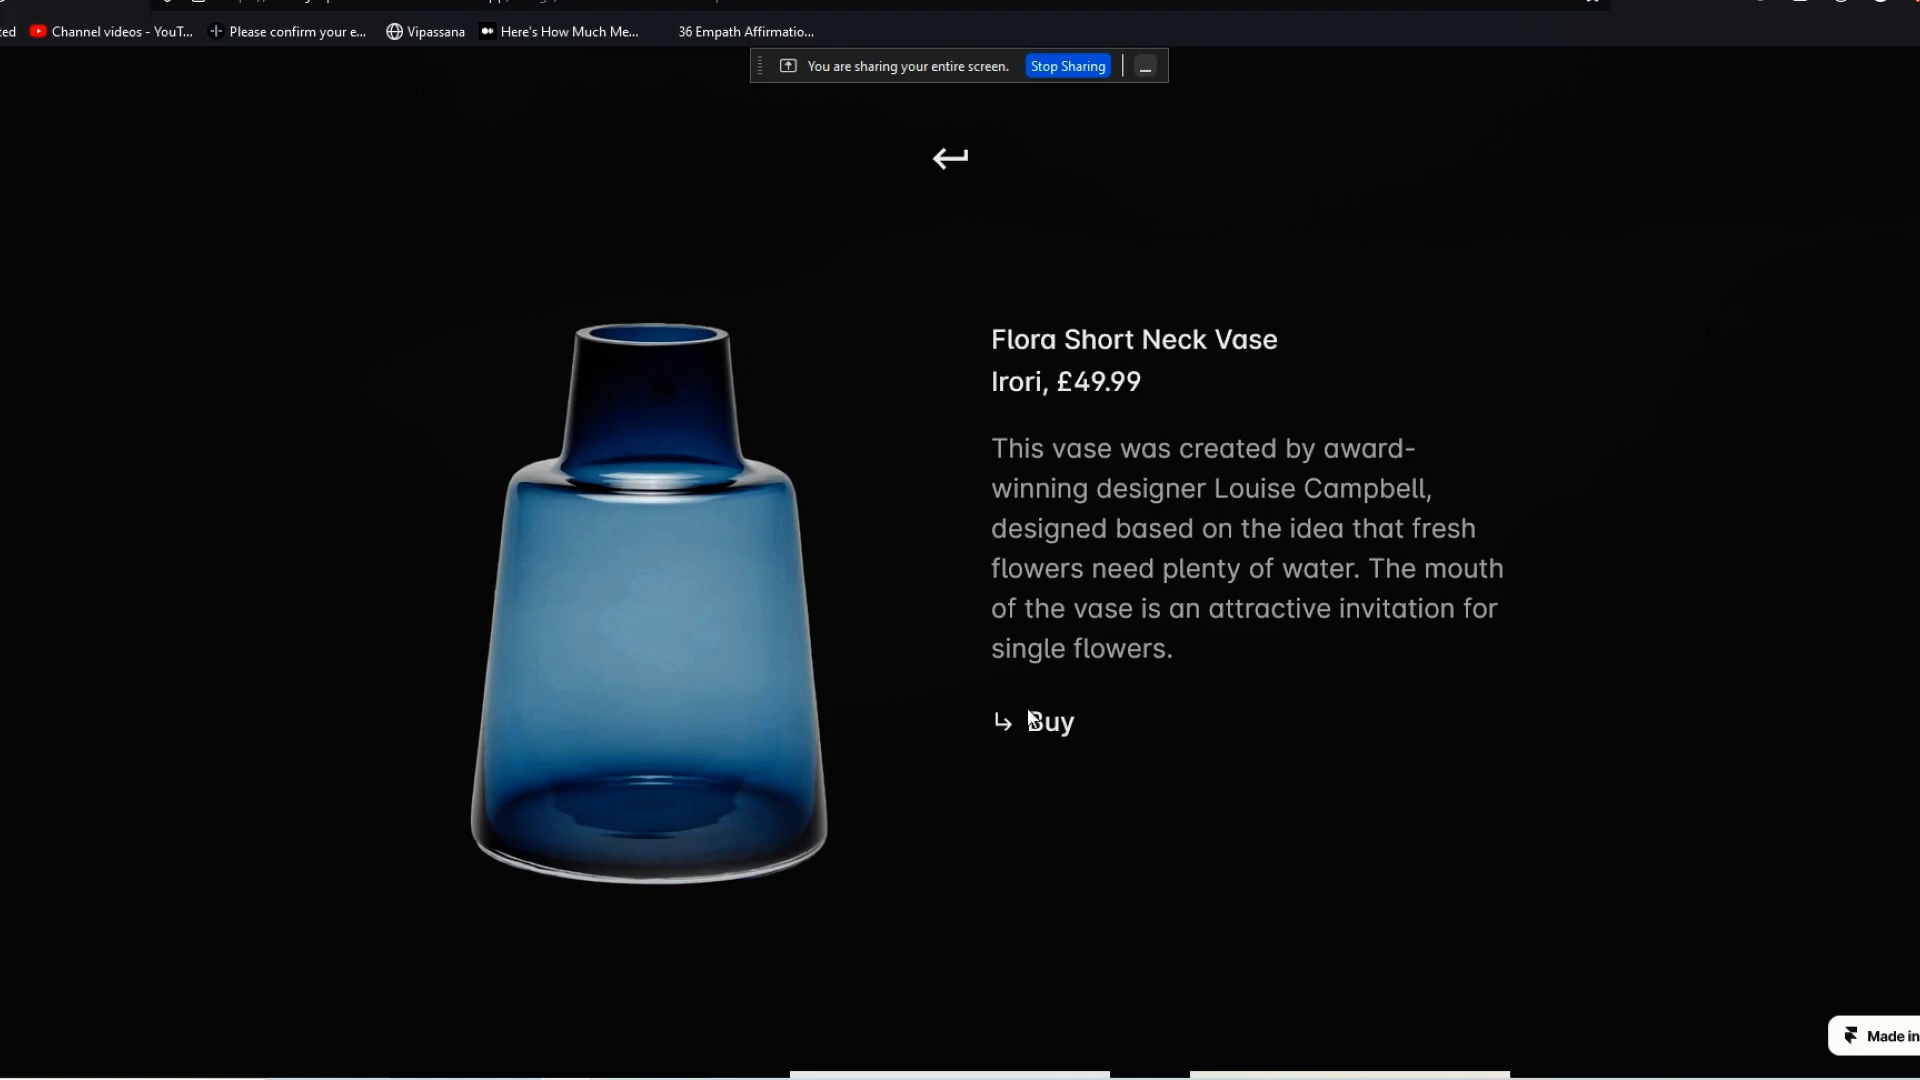 ced
Channel videos - YouT...
Please confirm your e...
Vipassana
Here's How Much Me...
36 Empath Affirmatio...
You are sharing your entire screen.
Stop Sharing
Flora Short Neck Vase
Irori, £49.99
This vase was created by award-
winning designer Louise Campbell,
designed based on the idea that fresh
flowers need plenty of water. The mouth
of the vase is an attractive invitation for
single flowers.
Buy
Made in